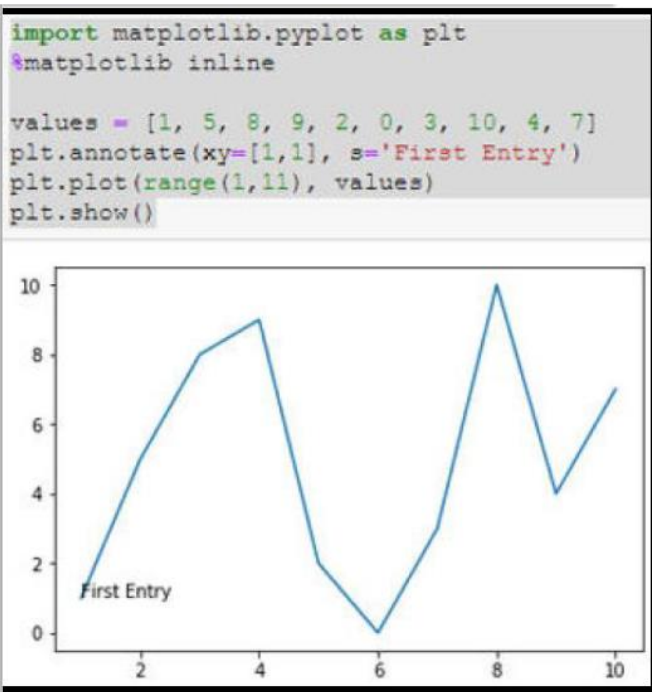 import matplotlib.pyplot as plt
%matplotlib inline
values = [1, 5, 8, 9, 2, 0, 3, 10, 4, 7]
plt.annotate(xy=[1,1], s='First Entry')
plt.plot(range(1,11), values)
plt.show()
10
8
6
4
2
First Entry
0
2 4 6 8 10